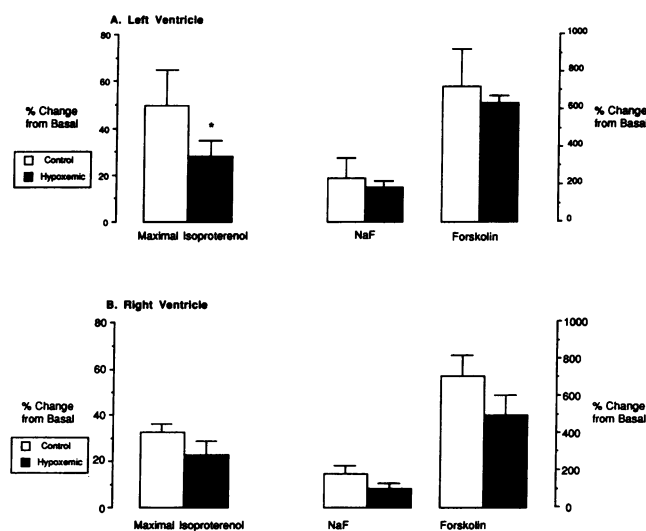 A. Left Ventricle
80
60
40
20
0
% Change
from Basal
Control
Hypoxemic
*
1000
800
600
400
200
0
% Change
from Basal
Maximal Isoproterenol
NaF
Forskolin
B. Right Ventricle
80
60
40
20
0
% Change
from Basal
Control
Hypoxemic
1000
800
600
400
200
0
% Change
from Basal
Maximal Isoproterenol
NaF
Forskolin